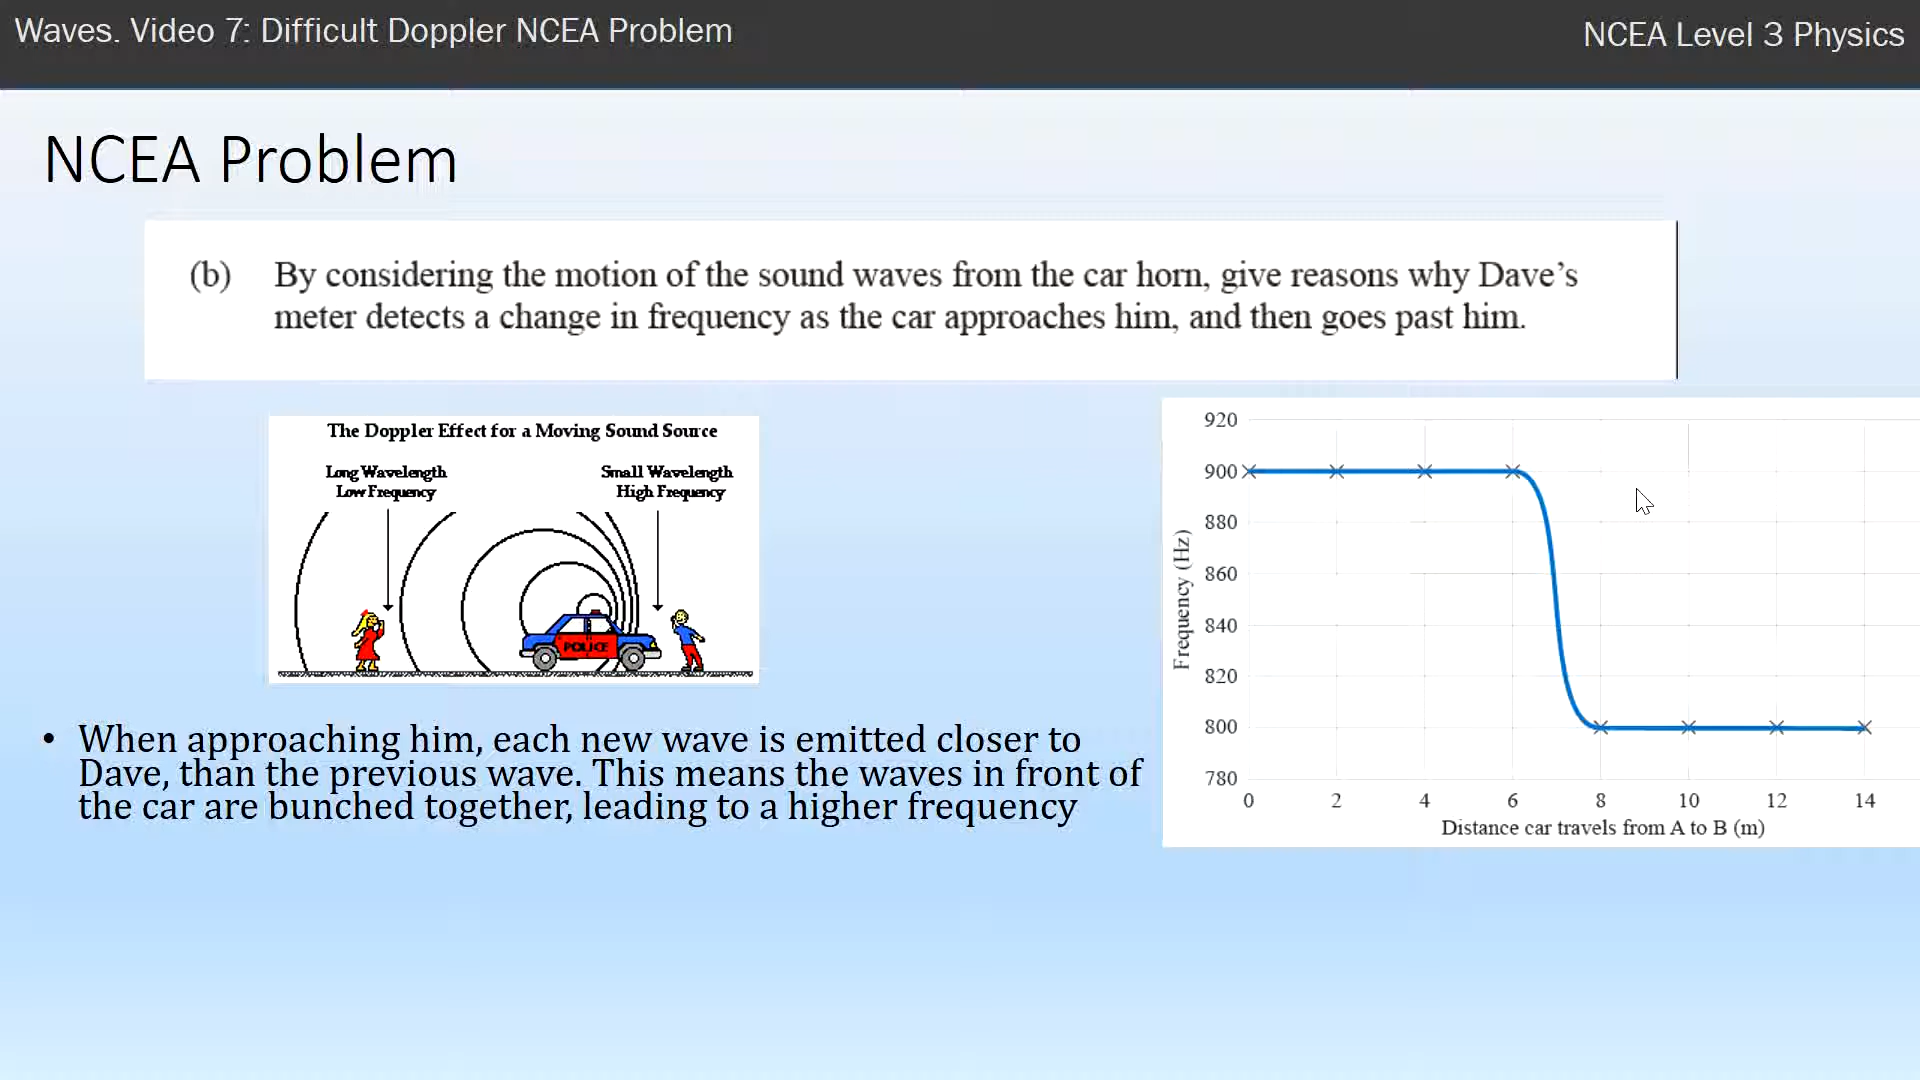 Waves. Video 7: Difficult Doppler NCEA Problem
NCEA Level 3 Physics
NCEA Problem
(b) By considering the motion of the sound waves from the car horn, give reasons why Dave's
meter detects a change in frequency as the car approaches him, and then goes past him.
The Doppler Effect for a Moving Sound Source
Long Wavelength
Low Frequency
Small Wavelength
High Frequency
POLICE
• When approaching him, each new wave is emitted closer to
Dave, than the previous wave. This means the waves in front of
the car are bunched together, leading to a higher frequency
Frequency (Hz)
920
900
880
860
840
820
800
780
0 2 4 6 8 10 12 14
Distance car travels from A to B (m)